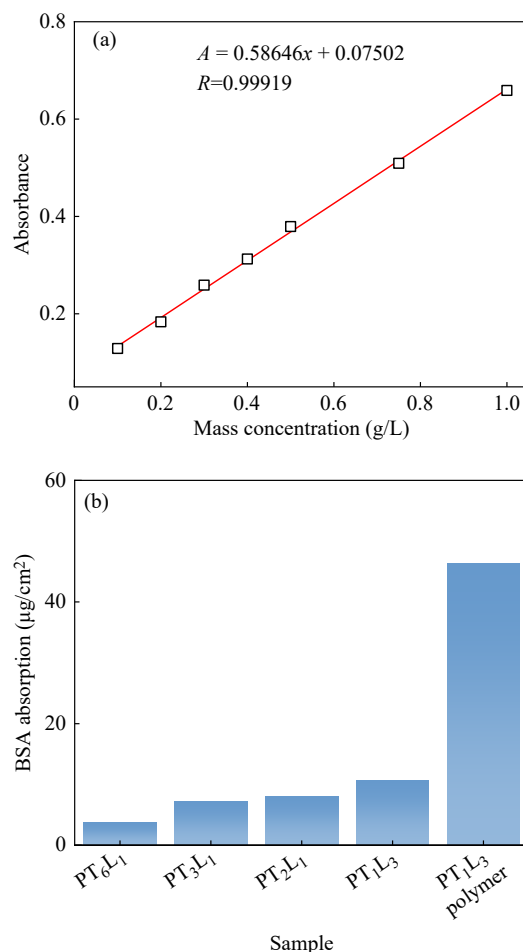 (a)
A = 0.58646x + 0.07502
R=0.99919
0.8
0.6
0.4
0.2
Absorbance
0 0.2 0.4 0.6 0.8 1.0
Mass concentration (g/L)
(b)
60
40
20
0
BSA absorption (μg/cm²)
PT₆L₁ PT₃L₁ PT₂L₁ PT₁L₃ PT₁L₃
polymer
Sample